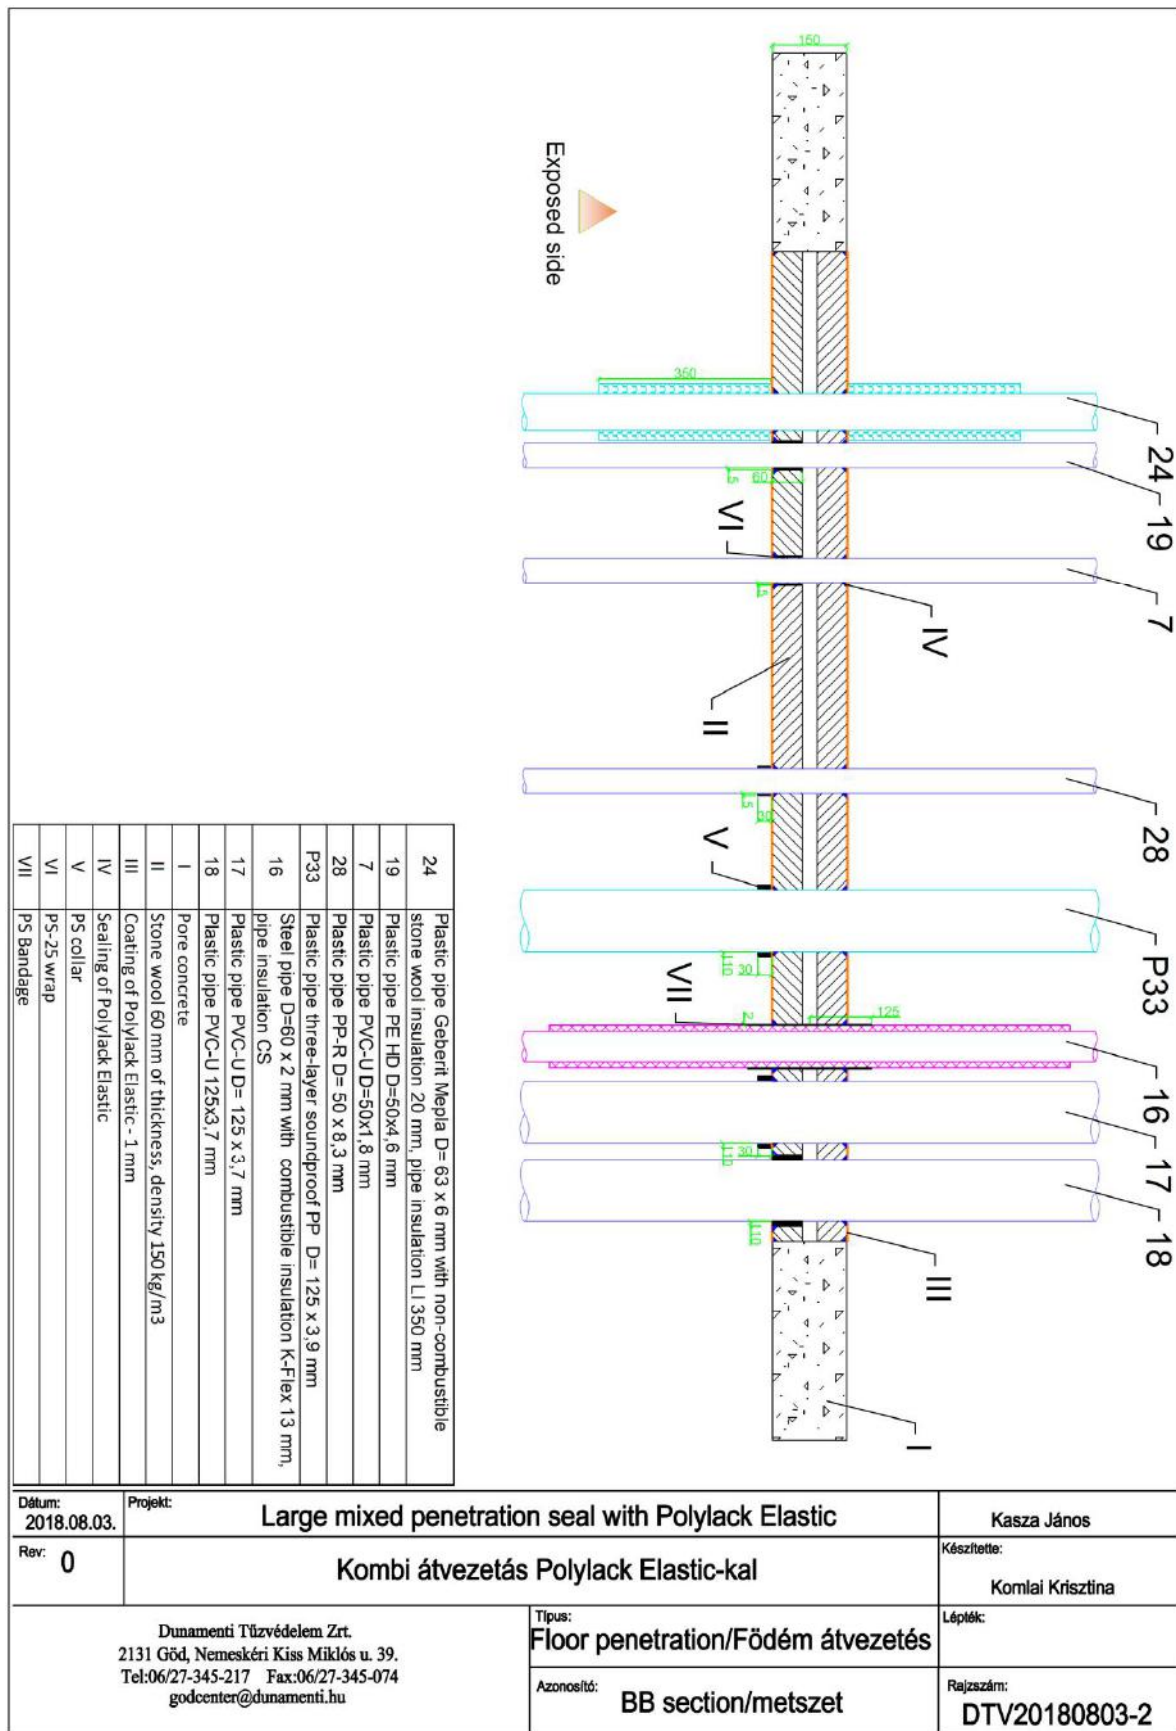 150
Exposed side
350
60
5
VI
5
IV
II
5
30
V
10
30
VII
2
125
30
10
10
III
I
24
19
7
28
P33
16
17
18
24 Plastic pipe Geberit Mepla D= 63 x 6 mm with non-combustible
stone wool insulation 20 mm, pipe insulation LI 350 mm
19 Plastic pipe PE HD D=50x4,6 mm
7 Plastic pipe PVC-U D=50x1,8 mm
28 Plastic pipe PP-R D= 50 x 8,3 mm
P33 Plastic pipe three-layer soundproof PP D= 125 x 3,9 mm
16 Steel pipe D=60 x 2 mm with combustible insulation K-Flex 13 mm,
pipe insulation CS
17 Plastic pipe PVC-U D= 125 x 3,7 mm
18 Plastic pipe PVC-U 125x3,7 mm
I Pore concrete
II Stone wool 60 mm of thickness, density 150 kg/m3
III Coating of Polylack Elastic - 1 mm
IV Sealing of Polylack Elastic
V PS collar
VI PS-25 wrap
VII PS Bandage
Dátum:
2018.08.03.
Projekt:
Large mixed penetration seal with Polylack Elastic
Kasza János
Rev: 0
Kombi átvezetás Polylack Elastic-kal
Készítette:
Komlai Krisztina
Dunamenti Tűzvédelem Zrt.
2131 Göd, Nemeskéri Kiss Miklós u. 39.
Tel:06/27-345-217 Fax:06/27-345-074
godcenter@dunamenti.hu
Típus:
Floor penetration/Födém átvezetés
Lépték:
Azonosító:
BB section/metszet
Rajzszám:
DTV20180803-2